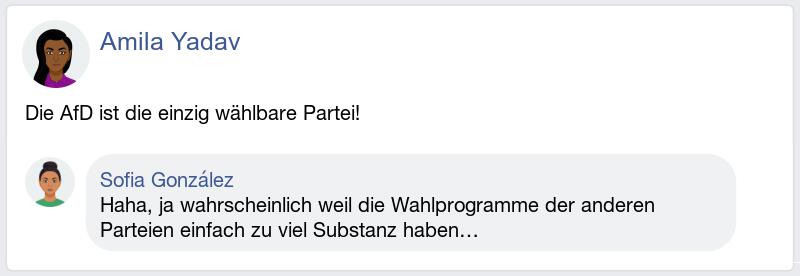 Amila Yadav
Die AfD ist die einzig wählbare Partei!
Sofia González
Haha, ja wahrscheinlich weil die Wahlprogramme der anderen
Parteien einfach zu viel Substanz haben…